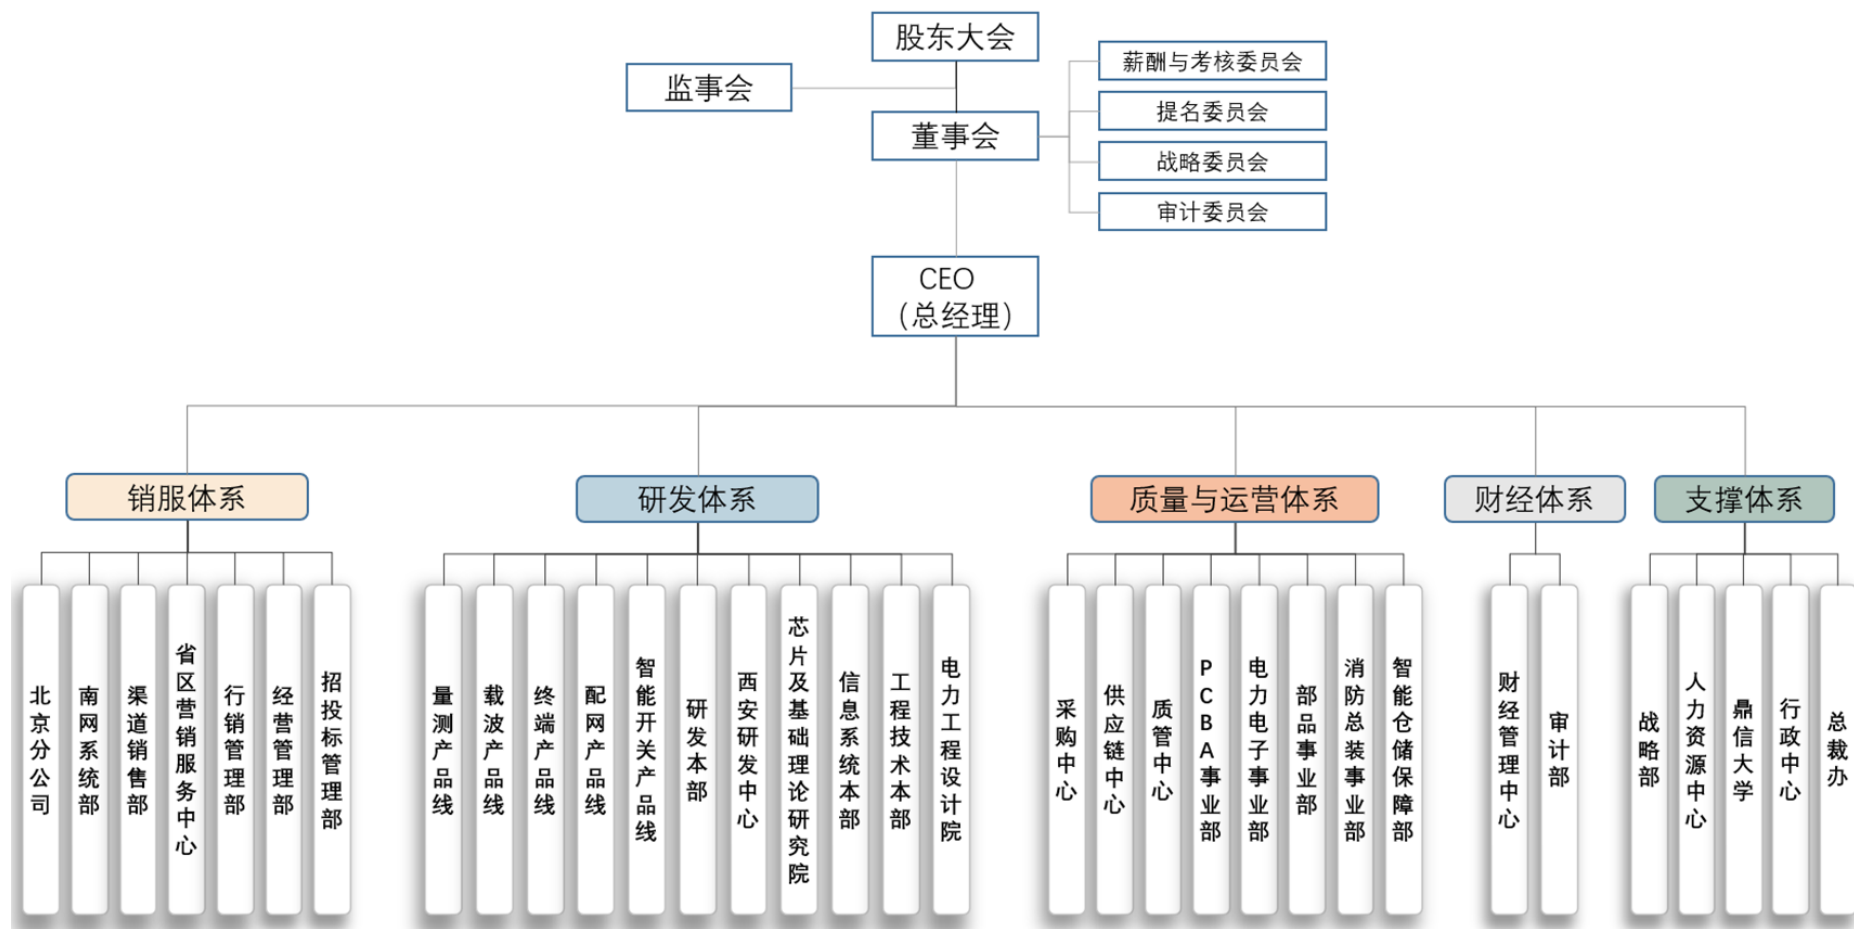 股东大会
监事会
董事会
薪酬与考核委员会
提名委员会
战略委员会
审计委员会
CEO
（总经理）
销服体系
研发体系
质量与运营体系
财经体系
支撑体系
北京分公司
南网系统部
渠道销售部
省区营销服务中心
行销管理部
经营管理部
招投标管理部
量测产品线
载波产品线
终端产品线
配网产品线
智能开关产品线
研发本部
西安研发中心
芯片及基础理论研究院
信息系统本部
工程技术本部
电力工程设计院
采购中心
供应链中心
质管中心
PCBA事业部
电力电子事业部
部品事业部
消防总装事业部
智能仓储保障部
财经管理中心
审计部
战略部
人力资源中心
鼎信大学
行政中心
总裁办